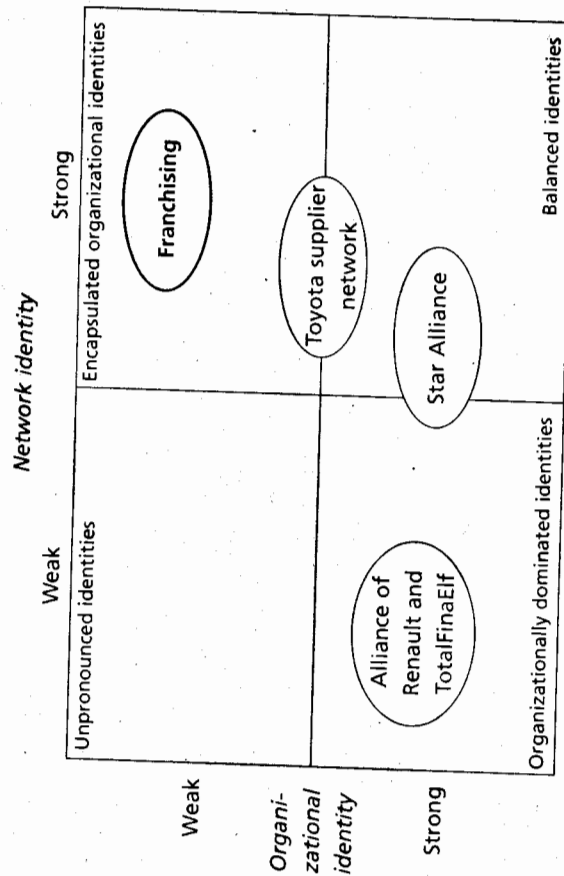 Network identity
Weak
Strong
Unpronounced identities
Encapsulated organizational identities
Franchising
Weak
Organi-
zational
identity
Toyota supplier
network
Strong
Alliance of
Renault and
TotalFinaElf
Star Alliance
Organizationally dominated identities
Balanced identities